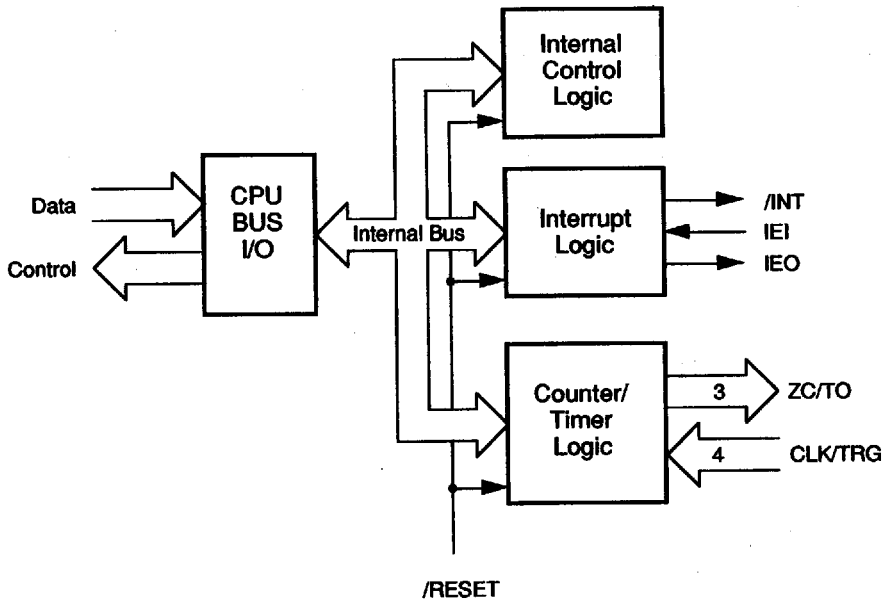 Internal
Control
Logic
Data
Control
CPU
BUS
I/O
Internal Bus
Interrupt
Logic
/INT
IEI
IEO
Counter/
Timer
Logic
3
ZC/TO
4
CLK/TRG
/RESET